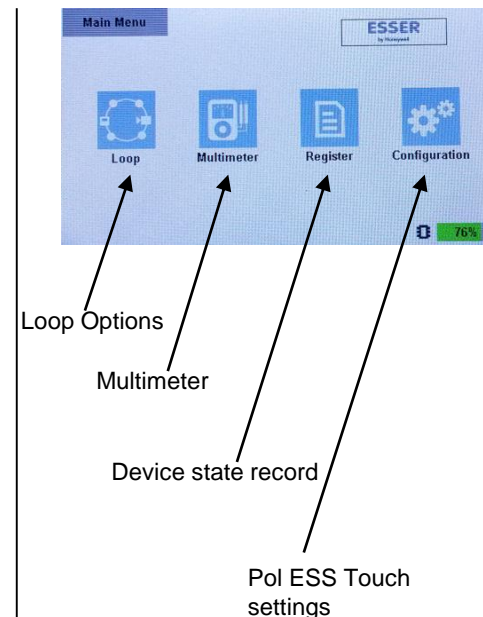 Main Menu
ESSER
by Honeywell
Loop
Multimeter
Register
Configuration
76%
Loop Options
Multimeter
Device state record
Pol ESS Touch
settings